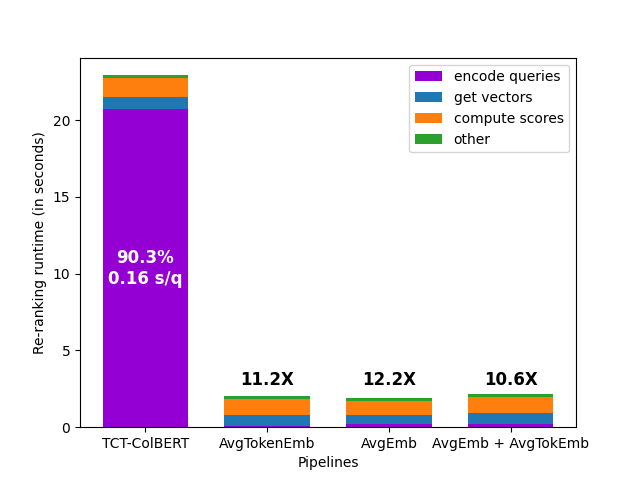 encode queries
get vectors
compute scores
other
Re-ranking runtime (in seconds)
20
15
10
5
0
90.3%
0.16 s/q
11.2X
12.2X
10.6X
TCT-ColBERT
AvgTokenEmb
AvgEmb
AvgEmb + AvgTokEmb
Pipelines